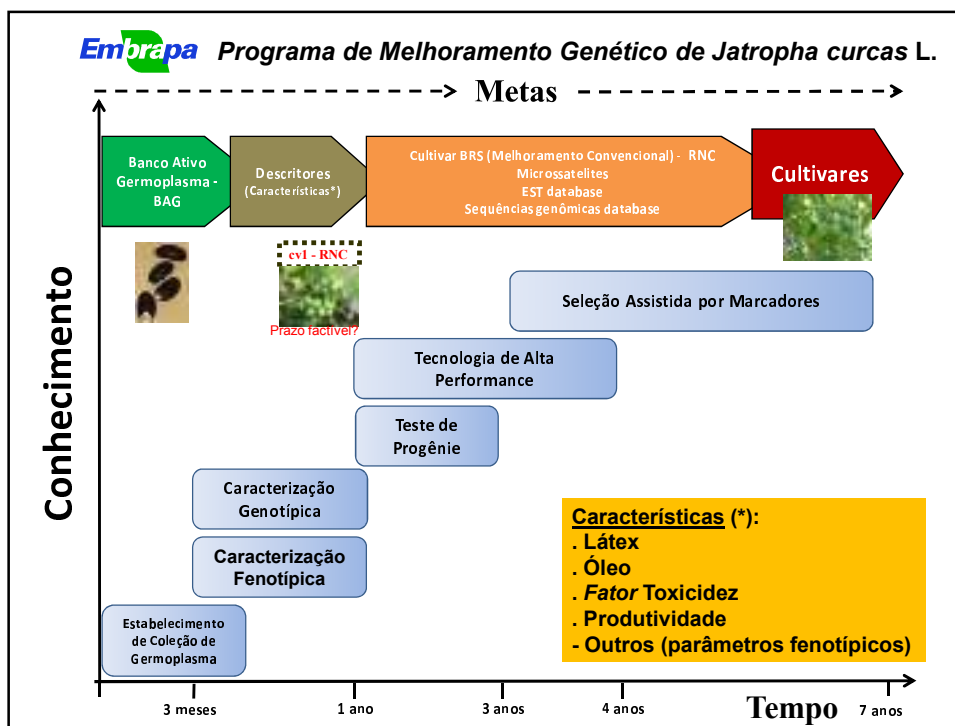 Embrapa Programa de Melhoramento Genético de Jatropha curcas L.
Metas
Banco Ativo
Germoplasma -
BAG
Descritores
(Características*)
Cultivar BRS (Melhoramento Convencional) - RNC
Microssatelites
EST database
Sequências genômicas database
Cultivares
cv1 - RNC
Prazo factível?
Conhecimento
Seleção Assistida por Marcadores
Tecnologia de Alta
Performance
Teste de
Progênie
Caracterização
Genotípica
Caracterização
Fenotípica
Estabelecimento
de Coleção de
Germoplasma
Características (*):
. Látex
. Óleo
. Fator Toxicidez
. Produtividade
- Outros (parâmetros fenotípicos)
3 meses
1 ano
3 anos
4 anos
Tempo
7 anos